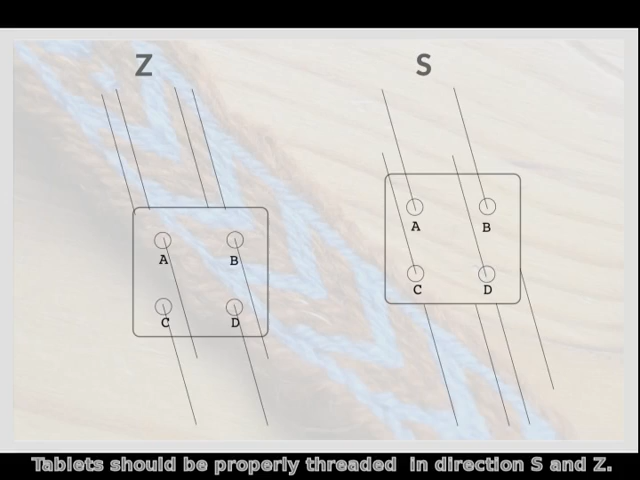 Z S
A B A B
C D C D
Tablets should be properly threaded  in direction S and Z.